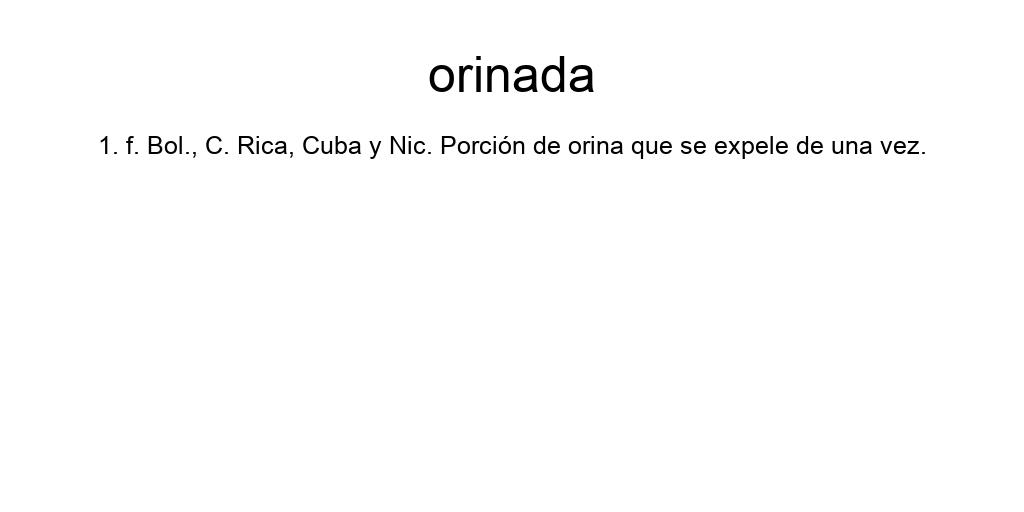 orinada
1. f. Bol., C. Rica, Cuba y Nic. Porción de orina que se expele de una vez.